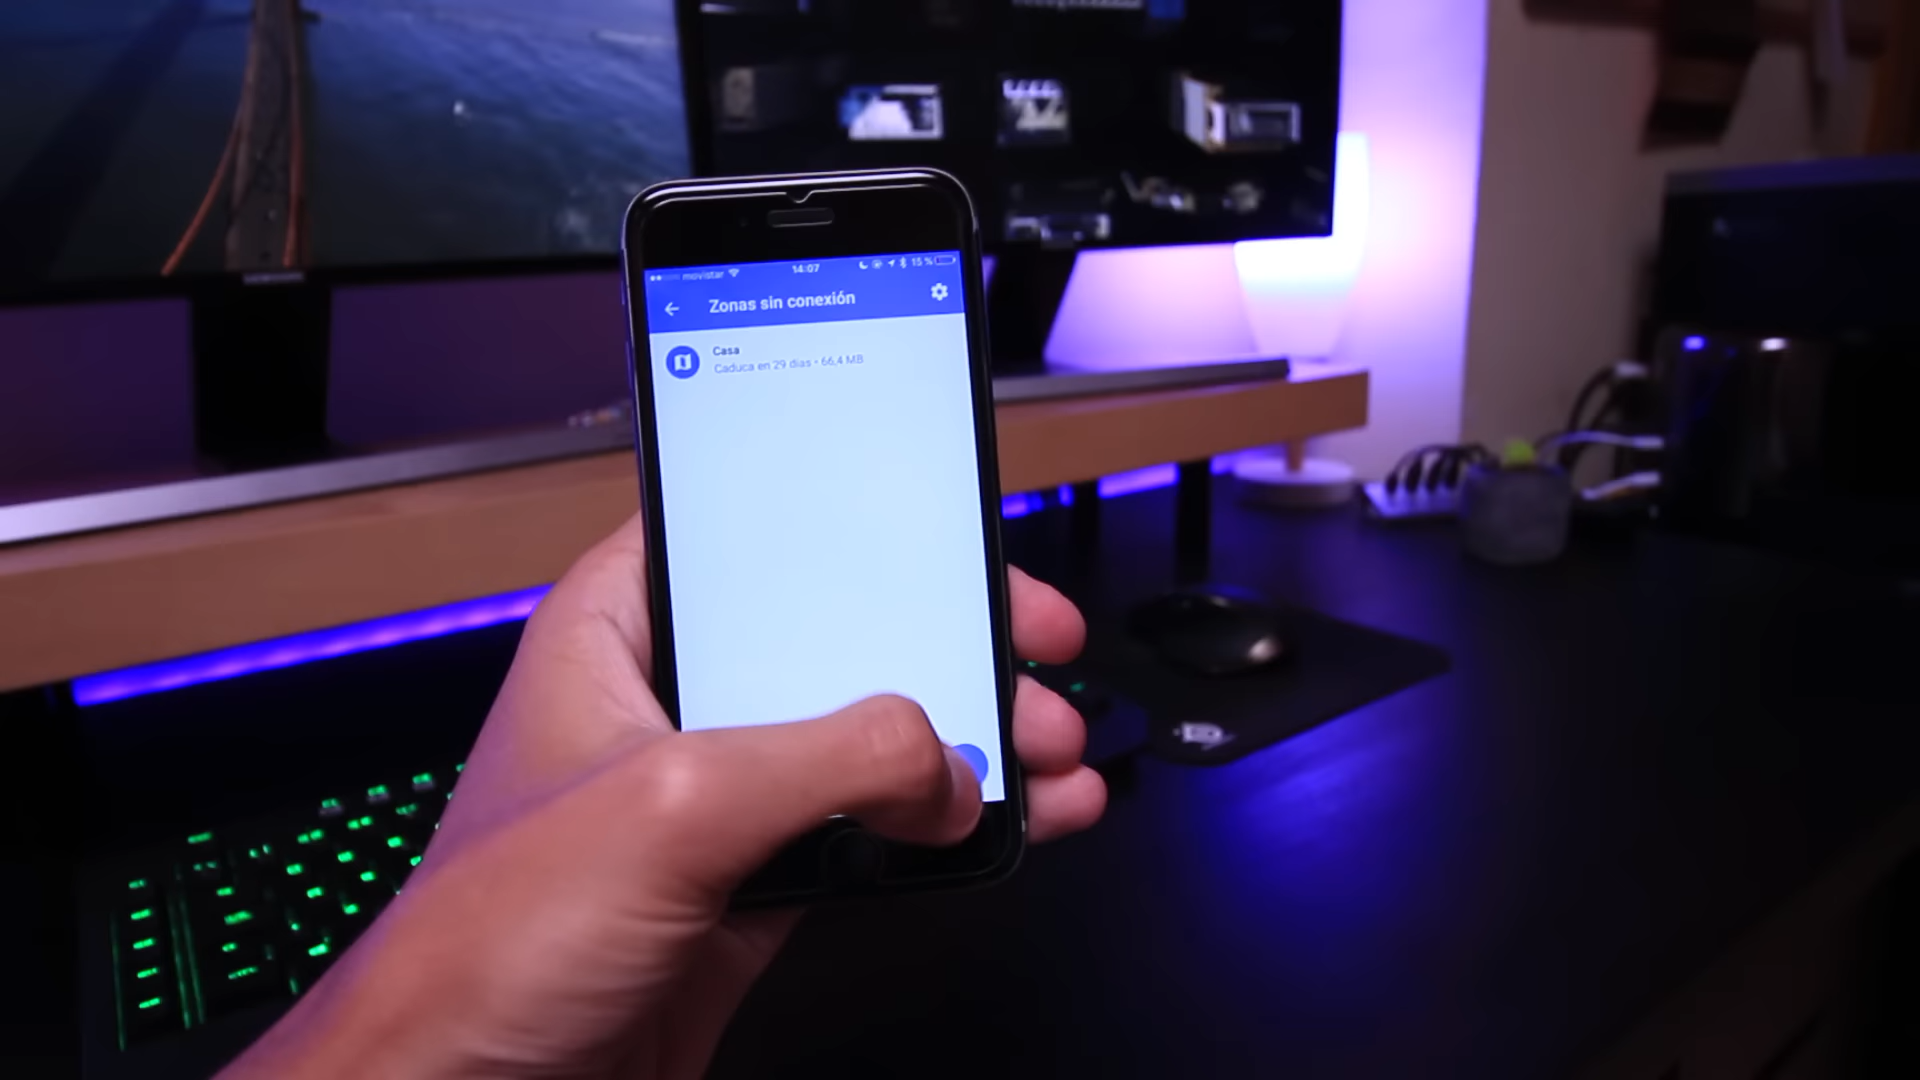 movistar 14:07 15 %
Zonas sin conexión
Casa
Caduca en 29 días • 66,4 MB